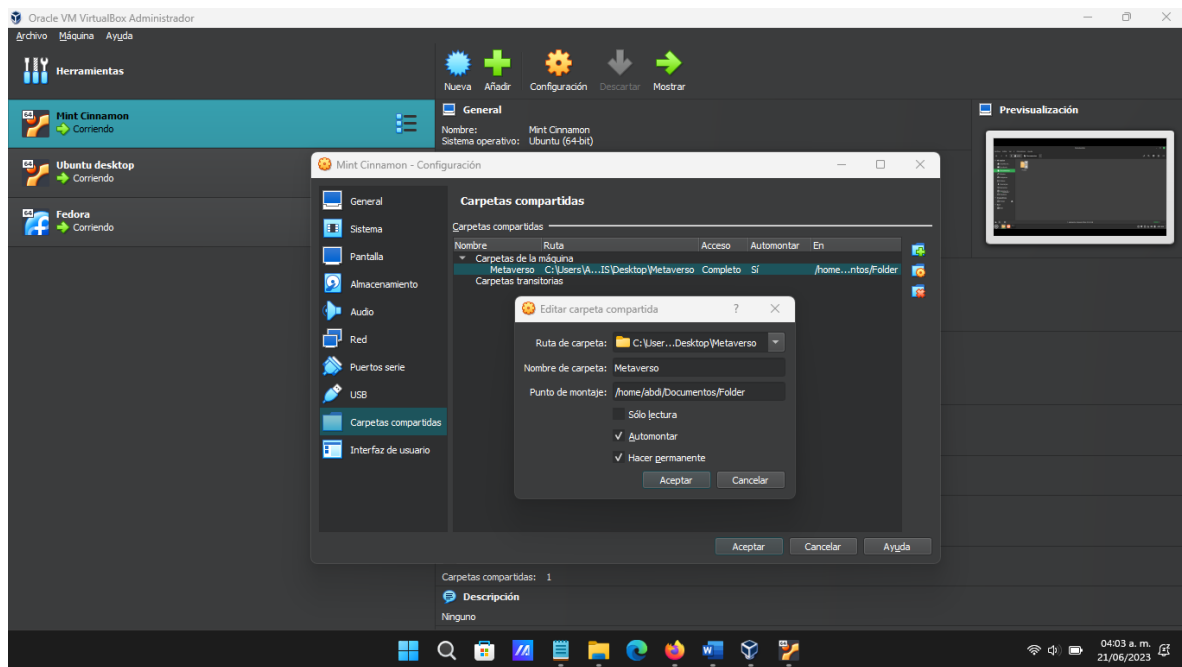 Oracle VM VirtualBox Administrador
Archivo Máquina Ayuda
Herramientas
Nueva Añadir Configuración Descartar Mostrar
64
Mint Cinnamon
Corriendo
64
Ubuntu desktop
Corriendo
64
Fedora
Corriendo
General
Nombre: Mint Cinnamon
Sistema operativo: Ubuntu (64-bit)
Previsualización
Mint Cinnamon - Configuración
General
Sistema
Pantalla
Almacenamiento
Audio
Red
Puertos serie
USB
Carpetas compartidas
Interfaz de usuario
Carpetas compartidas
Carpetas compartidas
Nombre Ruta Acceso Automontar En
Carpetas de la máquina
Metaverso C:\Users\A...IS\Desktop\Metaverso Completo Sí /home...ntos/Folder
Carpetas transitorias
Editar carpeta compartida ?
Ruta de carpeta: C:\User...Desktop\Metaverso
Nombre de carpeta: Metaverso
Punto de montaje: /home/abdi/Documentos/Folder
Sólo lectura
Automontar
Hacer permanente
Aceptar Cancelar
Aceptar Cancelar Ayuda
Carpetas compartidas: 1
Descripción
Ninguno
04:03 a. m.
21/06/2023